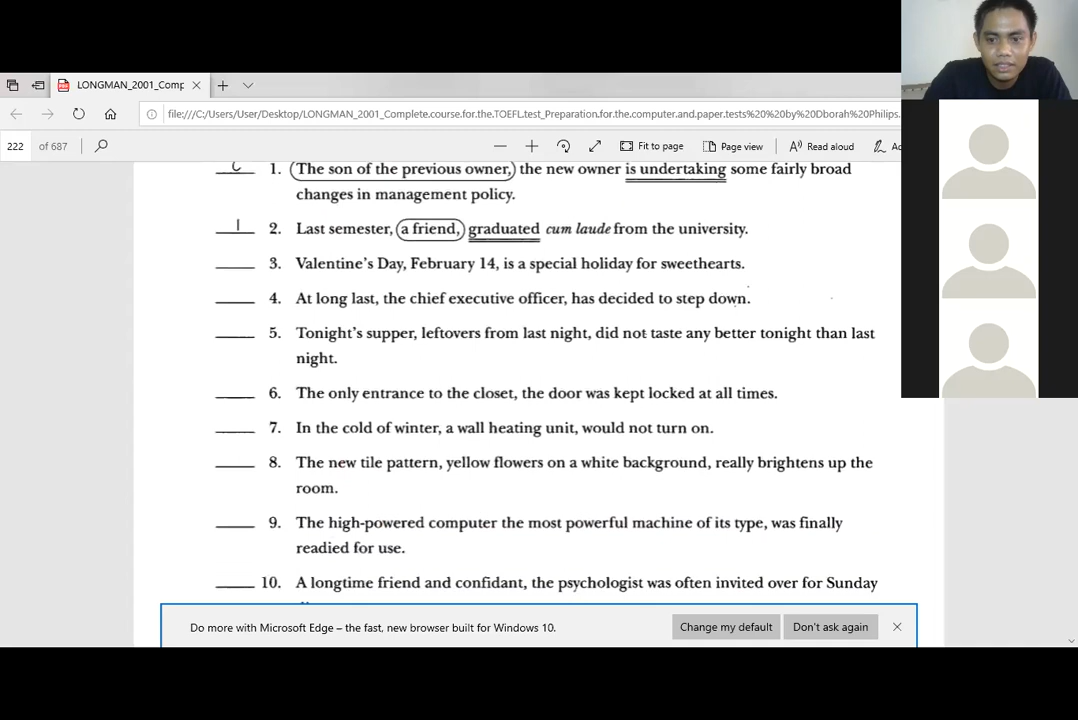 LONGMAN_2001_Comp
file:///C:/Users/User/Desktop/LONGMAN_2001_Complete.course.for.the.TOEFL.test_Preparation.for.the.computer.and.paper.tests%20%20by%20Dborah%20Philips.
222 of 687 Fit to page Page view Read aloud
C 1. The son of the previous owner, the new owner is undertaking some fairly broad
changes in management policy.
I 2. Last semester, a friend, graduated cum laude from the university.
3. Valentine's Day, February 14, is a special holiday for sweethearts.
4. At long last, the chief executive officer, has decided to step down.
5. Tonight's supper, leftovers from last night, did not taste any better tonight than last
night.
6. The only entrance to the closet, the door was kept locked at all times.
7. In the cold of winter, a wall heating unit, would not turn on.
8. The new tile pattern, yellow flowers on a white background, really brightens up the
room.
9. The high-powered computer the most powerful machine of its type, was finally
readied for use.
10. A longtime friend and confidant, the psychologist was often invited over for Sunday
Do more with Microsoft Edge – the fast, new browser built for Windows 10. Change my default Don't ask again